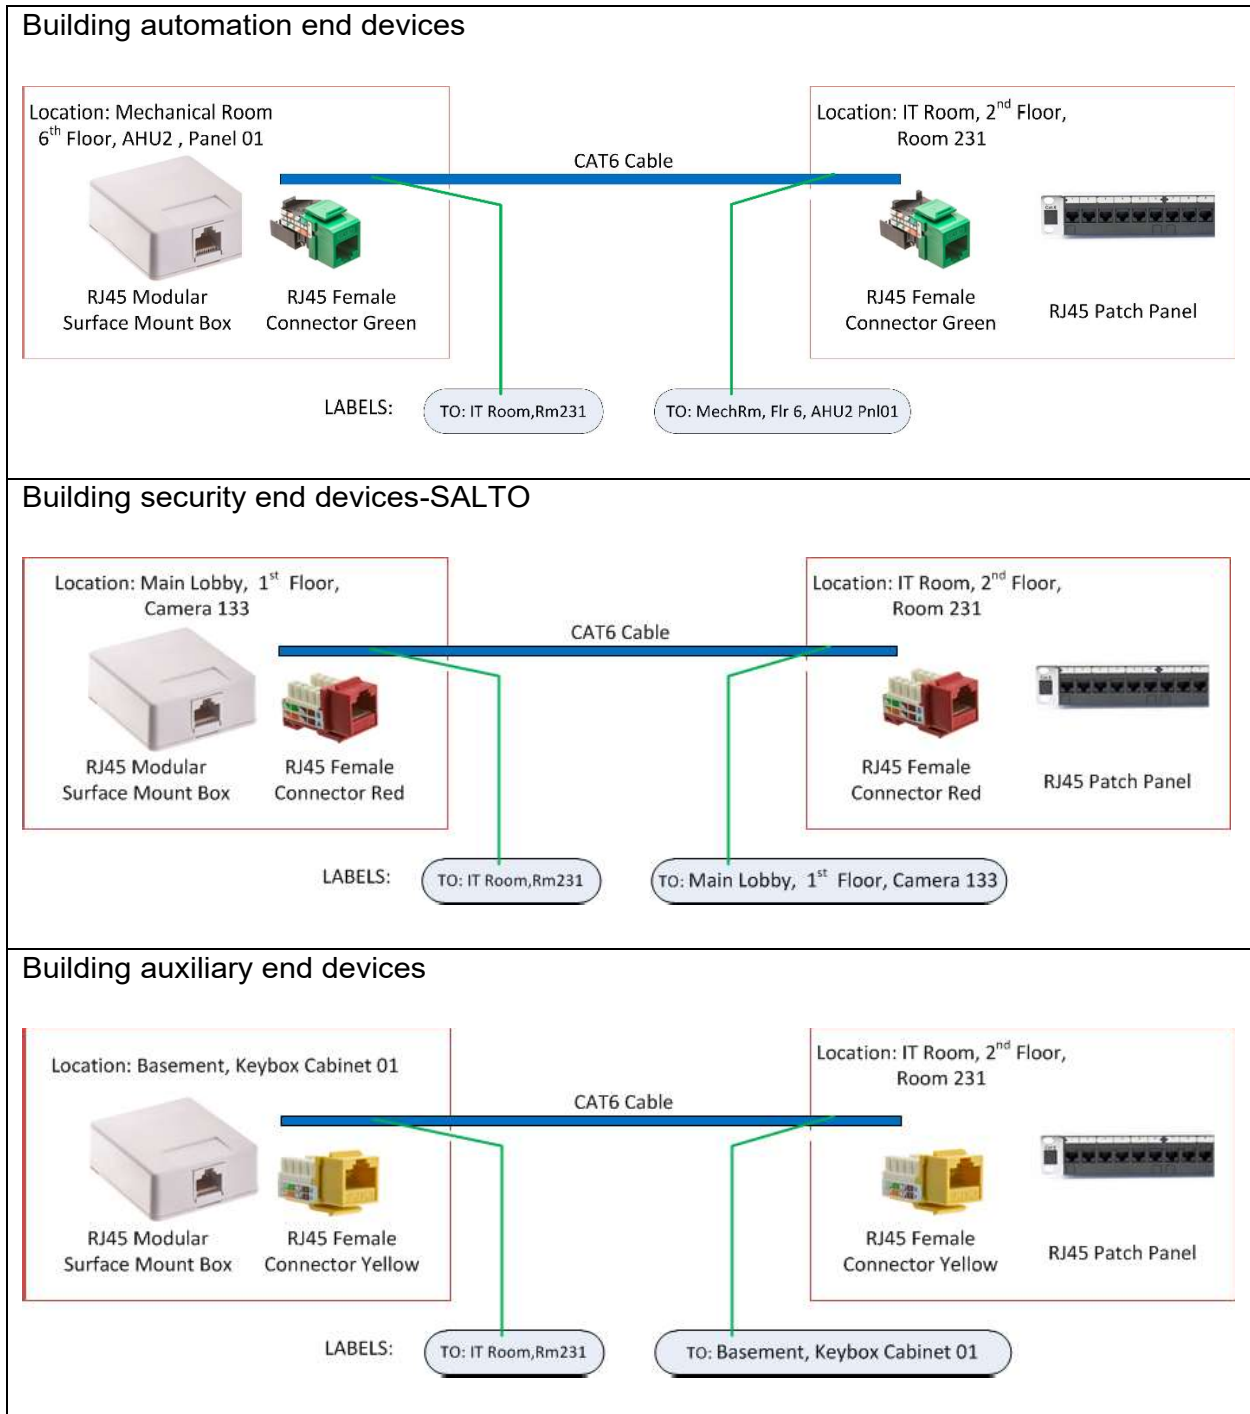 Building automation end devices
Location: Mechanical Room
6th Floor, AHU2 , Panel 01
Location: IT Room, 2nd Floor,
Room 231
CAT6 Cable
RJ45 Modular
Surface Mount Box
RJ45 Female
Connector Green
RJ45 Female
Connector Green
RJ45 Patch Panel
LABELS:
TO: IT Room,Rm231
TO: MechRm, Flr 6, AHU2 Pnl01
Building security end devices-SALTO
Location: Main Lobby, 1st Floor,
Camera 133
Location: IT Room, 2nd Floor,
Room 231
CAT6 Cable
RJ45 Modular
Surface Mount Box
RJ45 Female
Connector Red
RJ45 Female
Connector Red
RJ45 Patch Panel
LABELS:
TO: IT Room,Rm231
TO: Main Lobby, 1st Floor, Camera 133
Building auxiliary end devices
Location: Basement, Keybox Cabinet 01
Location: IT Room, 2nd Floor,
Room 231
CAT6 Cable
RJ45 Modular
Surface Mount Box
RJ45 Female
Connector Yellow
RJ45 Female
Connector Yellow
RJ45 Patch Panel
LABELS:
TO: IT Room,Rm231
TO: Basement, Keybox Cabinet 01